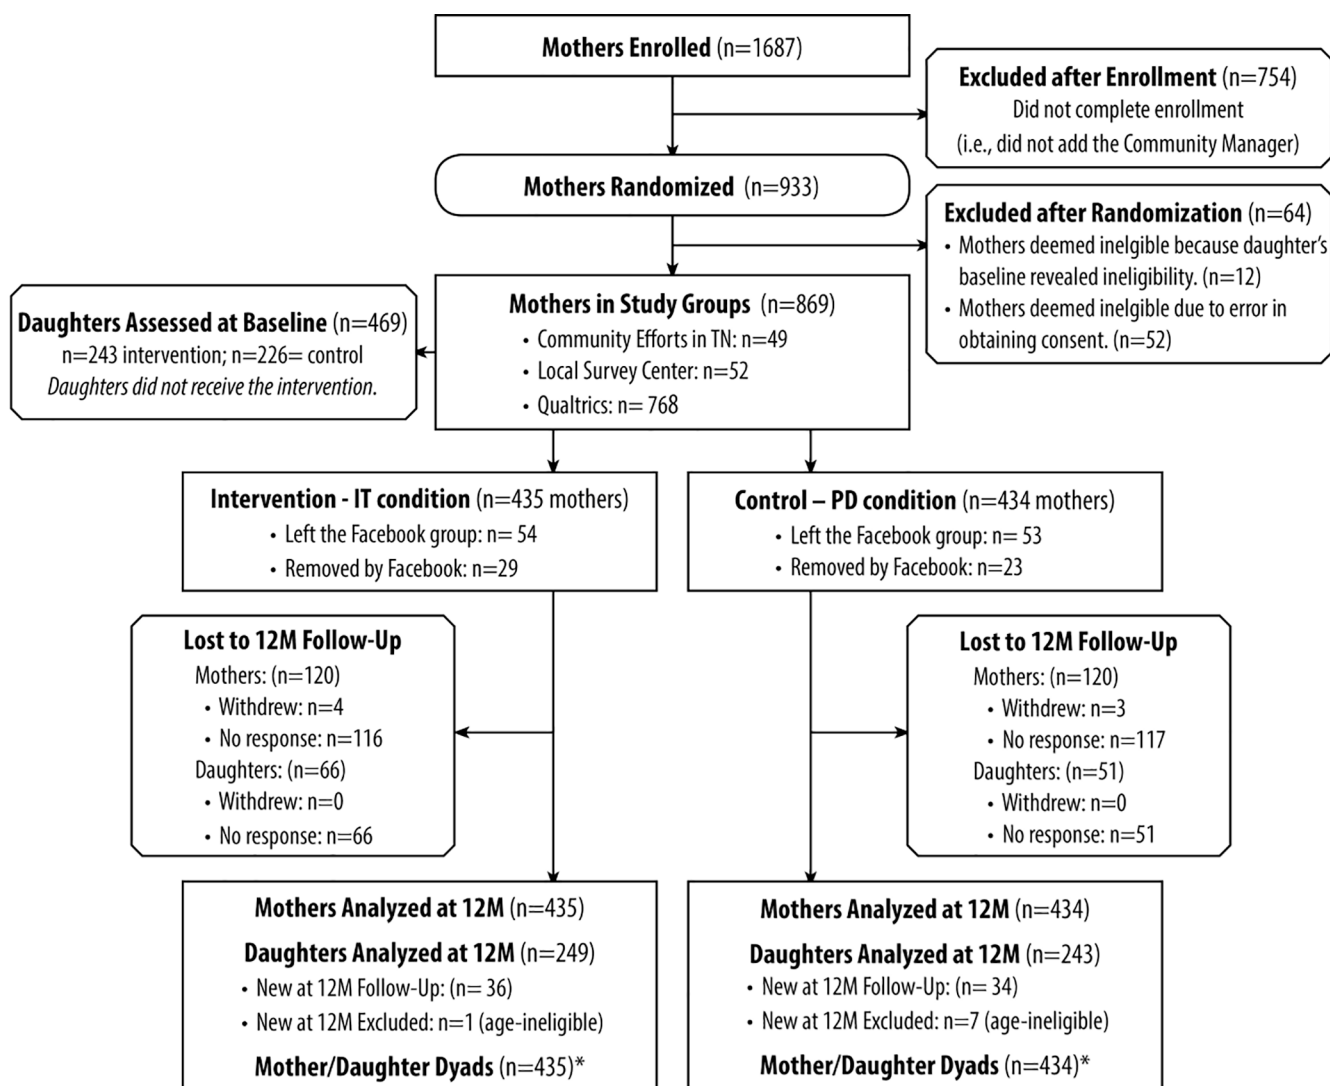 Mothers Enrolled (n=1687)
Excluded after Enrollment (n=754)
Did not complete enrollment
(i.e., did not add the Community Manager)
Mothers Randomized (n=933)
Excluded after Randomization (n=64)
• Mothers deemed inelgible because daughter's
baseline revealed ineligibility. (n=12)
• Mothers deemed inelgible due to error in
obtaining consent. (n=52)
Mothers in Study Groups (n=869)
• Community Efforts in TN: n=49
• Local Survey Center: n=52
• Qualtrics: n= 768
Daughters Assessed at Baseline (n=469)
n=243 intervention; n=226= control
Daughters did not receive the intervention.
Intervention - IT condition (n=435 mothers)
• Left the Facebook group: n= 54
• Removed by Facebook: n=29
Control – PD condition (n=434 mothers)
• Left the Facebook group: n= 53
• Removed by Facebook: n=23
Lost to 12M Follow-Up
Mothers: (n=120)
• Withdrew: n=4
• No response: n=116
Daughters: (n=66)
• Withdrew: n=0
• No response: n=66
Lost to 12M Follow-Up
Mothers: (n=120)
• Withdrew: n=3
• No response: n=117
Daughters: (n=51)
• Withdrew: n=0
• No response: n=51
Mothers Analyzed at 12M (n=435)
Daughters Analyzed at 12M (n=249)
• New at 12M Follow-Up: (n= 36)
• New at 12M Excluded: n=1 (age-ineligible)
Mother/Daughter Dyads (n=435)*
Mothers Analyzed at 12M (n=434)
Daughters Analyzed at 12M (n=243)
• New at 12M Follow-Up: (n= 34)
• New at 12M Excluded: n=7 (age-ineligible)
Mother/Daughter Dyads (n=434)*